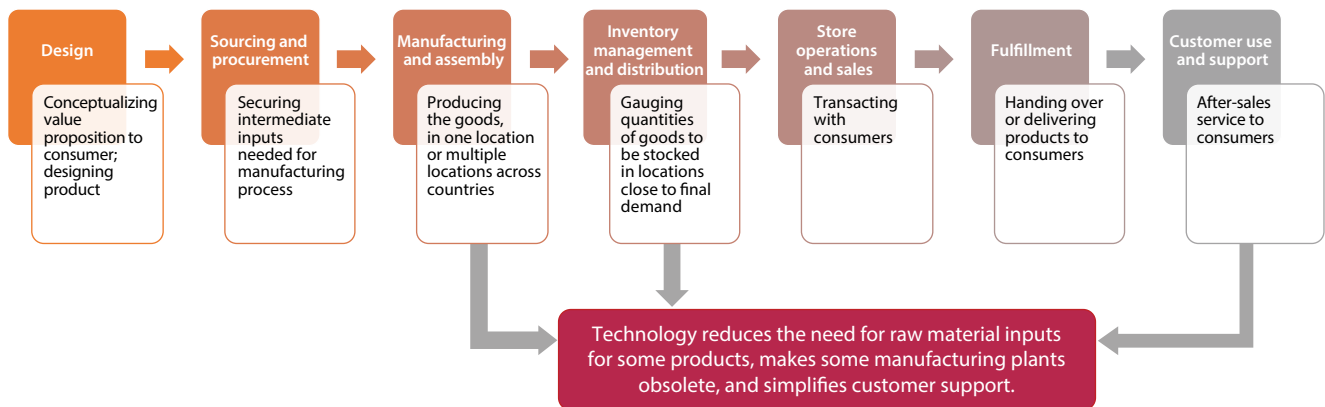 Design
Sourcing and
procurement
Manufacturing
and assembly
Inventory
management
and distribution
Store
operations
and sales
Fulfillment
Customer use
and support
Conceptualizing
value
proposition to
consumer;
designing
product
Securing
intermediate
inputs
needed for
manufacturing
process
Producing
the goods,
in one location
or multiple
locations across
countries
Gauging
quantities
of goods to
be stocked
in locations
close to final
demand
Transacting
with
consumers
Handing over
or delivering
products to
consumers
After-sales
service to
consumers
Technology reduces the need for raw material inputs
for some products, makes some manufacturing plants
obsolete, and simplifies customer support.